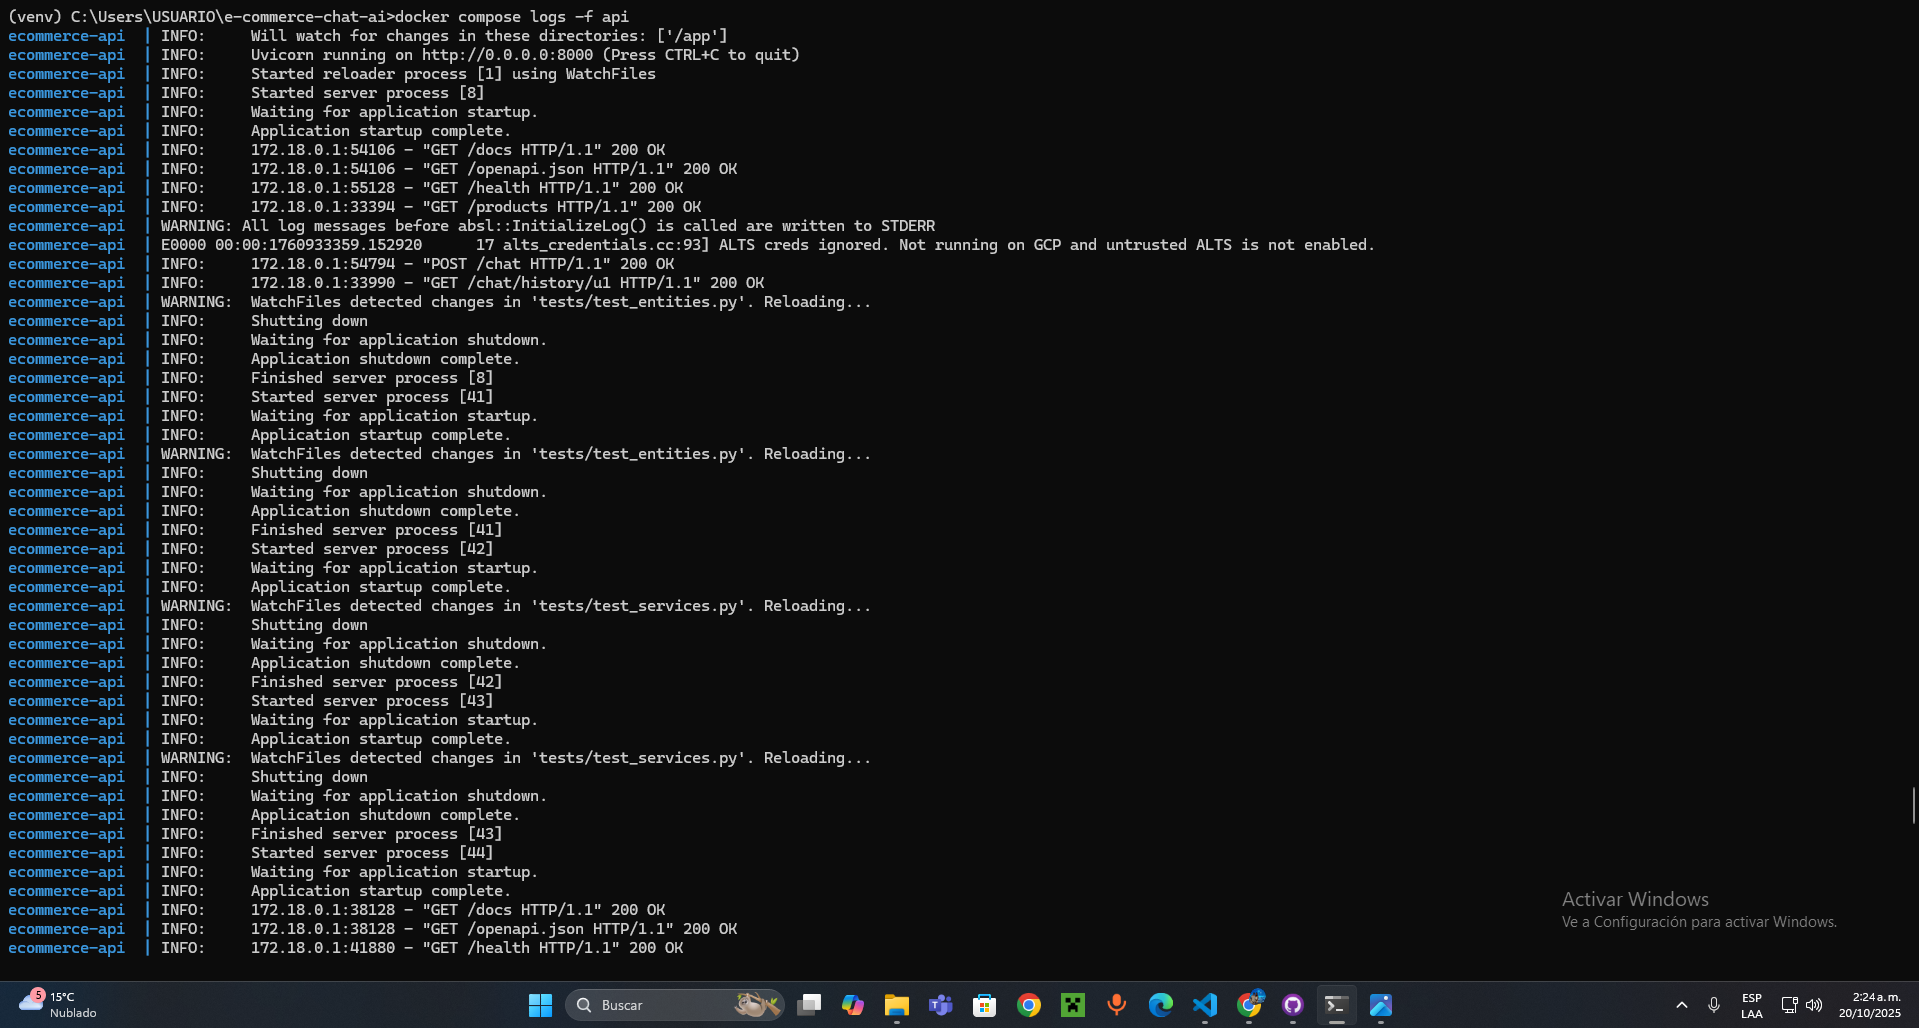 (venv) C:\Users\USUARIO\e-commerce-chat-ai>docker compose logs -f api
ecommerce-api  | INFO:     Will watch for changes in these directories: ['/app']
ecommerce-api  | INFO:     Uvicorn running on http://0.0.0.0:8000 (Press CTRL+C to quit)
ecommerce-api  | INFO:     Started reloader process [1] using WatchFiles
ecommerce-api  | INFO:     Started server process [8]
ecommerce-api  | INFO:     Waiting for application startup.
ecommerce-api  | INFO:     Application startup complete.
ecommerce-api  | INFO:     172.18.0.1:54106 - "GET /docs HTTP/1.1" 200 OK
ecommerce-api  | INFO:     172.18.0.1:54106 - "GET /openapi.json HTTP/1.1" 200 OK
ecommerce-api  | INFO:     172.18.0.1:55128 - "GET /health HTTP/1.1" 200 OK
ecommerce-api  | INFO:     172.18.0.1:33394 - "GET /products HTTP/1.1" 200 OK
ecommerce-api  | WARNING: All log messages before absl::InitializeLog() is called are written to STDERR
ecommerce-api  | E0000 00:00:1760933359.152920      17 alts_credentials.cc:93] ALTS creds ignored. Not running on GCP and untrusted ALTS is not enabled.
ecommerce-api  | INFO:     172.18.0.1:54794 - "POST /chat HTTP/1.1" 200 OK
ecommerce-api  | INFO:     172.18.0.1:33990 - "GET /chat/history/u1 HTTP/1.1" 200 OK
ecommerce-api  | WARNING:  WatchFiles detected changes in 'tests/test_entities.py'. Reloading...
ecommerce-api  | INFO:     Shutting down
ecommerce-api  | INFO:     Waiting for application shutdown.
ecommerce-api  | INFO:     Application shutdown complete.
ecommerce-api  | INFO:     Finished server process [8]
ecommerce-api  | INFO:     Started server process [41]
ecommerce-api  | INFO:     Waiting for application startup.
ecommerce-api  | INFO:     Application startup complete.
ecommerce-api  | WARNING:  WatchFiles detected changes in 'tests/test_entities.py'. Reloading...
ecommerce-api  | INFO:     Shutting down
ecommerce-api  | INFO:     Waiting for application shutdown.
ecommerce-api  | INFO:     Application shutdown complete.
ecommerce-api  | INFO:     Finished server process [41]
ecommerce-api  | INFO:     Started server process [42]
ecommerce-api  | INFO:     Waiting for application startup.
ecommerce-api  | INFO:     Application startup complete.
ecommerce-api  | WARNING:  WatchFiles detected changes in 'tests/test_services.py'. Reloading...
ecommerce-api  | INFO:     Shutting down
ecommerce-api  | INFO:     Waiting for application shutdown.
ecommerce-api  | INFO:     Application shutdown complete.
ecommerce-api  | INFO:     Finished server process [42]
ecommerce-api  | INFO:     Started server process [43]
ecommerce-api  | INFO:     Waiting for application startup.
ecommerce-api  | INFO:     Application startup complete.
ecommerce-api  | WARNING:  WatchFiles detected changes in 'tests/test_services.py'. Reloading...
ecommerce-api  | INFO:     Shutting down
ecommerce-api  | INFO:     Waiting for application shutdown.
ecommerce-api  | INFO:     Application shutdown complete.
ecommerce-api  | INFO:     Finished server process [43]
ecommerce-api  | INFO:     Started server process [44]
ecommerce-api  | INFO:     Waiting for application startup.
ecommerce-api  | INFO:     Application startup complete.
ecommerce-api  | INFO:     172.18.0.1:38128 - "GET /docs HTTP/1.1" 200 OK
ecommerce-api  | INFO:     172.18.0.1:38128 - "GET /openapi.json HTTP/1.1" 200 OK
ecommerce-api  | INFO:     172.18.0.1:41880 - "GET /health HTTP/1.1" 200 OK
Activar Windows
Ve a Configuración para activar Windows.
5
15°C
Nublado
Buscar
ESP
LAA
2:24 a. m.
20/10/2025